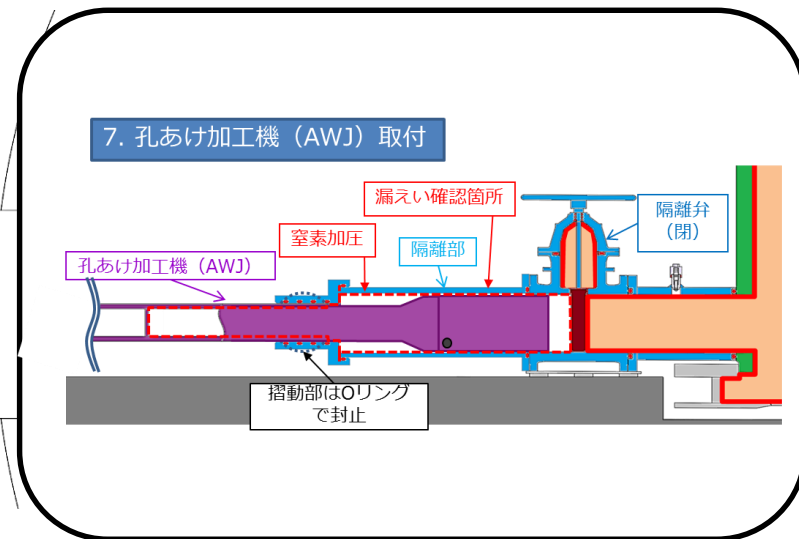 7. 孔あけ加工機（AWJ）取付
漏えい確認箇所
窒素加圧
隔離部
隔離弁
（閉）
孔あけ加工機（AWJ）
摺動部はOリング
で封止